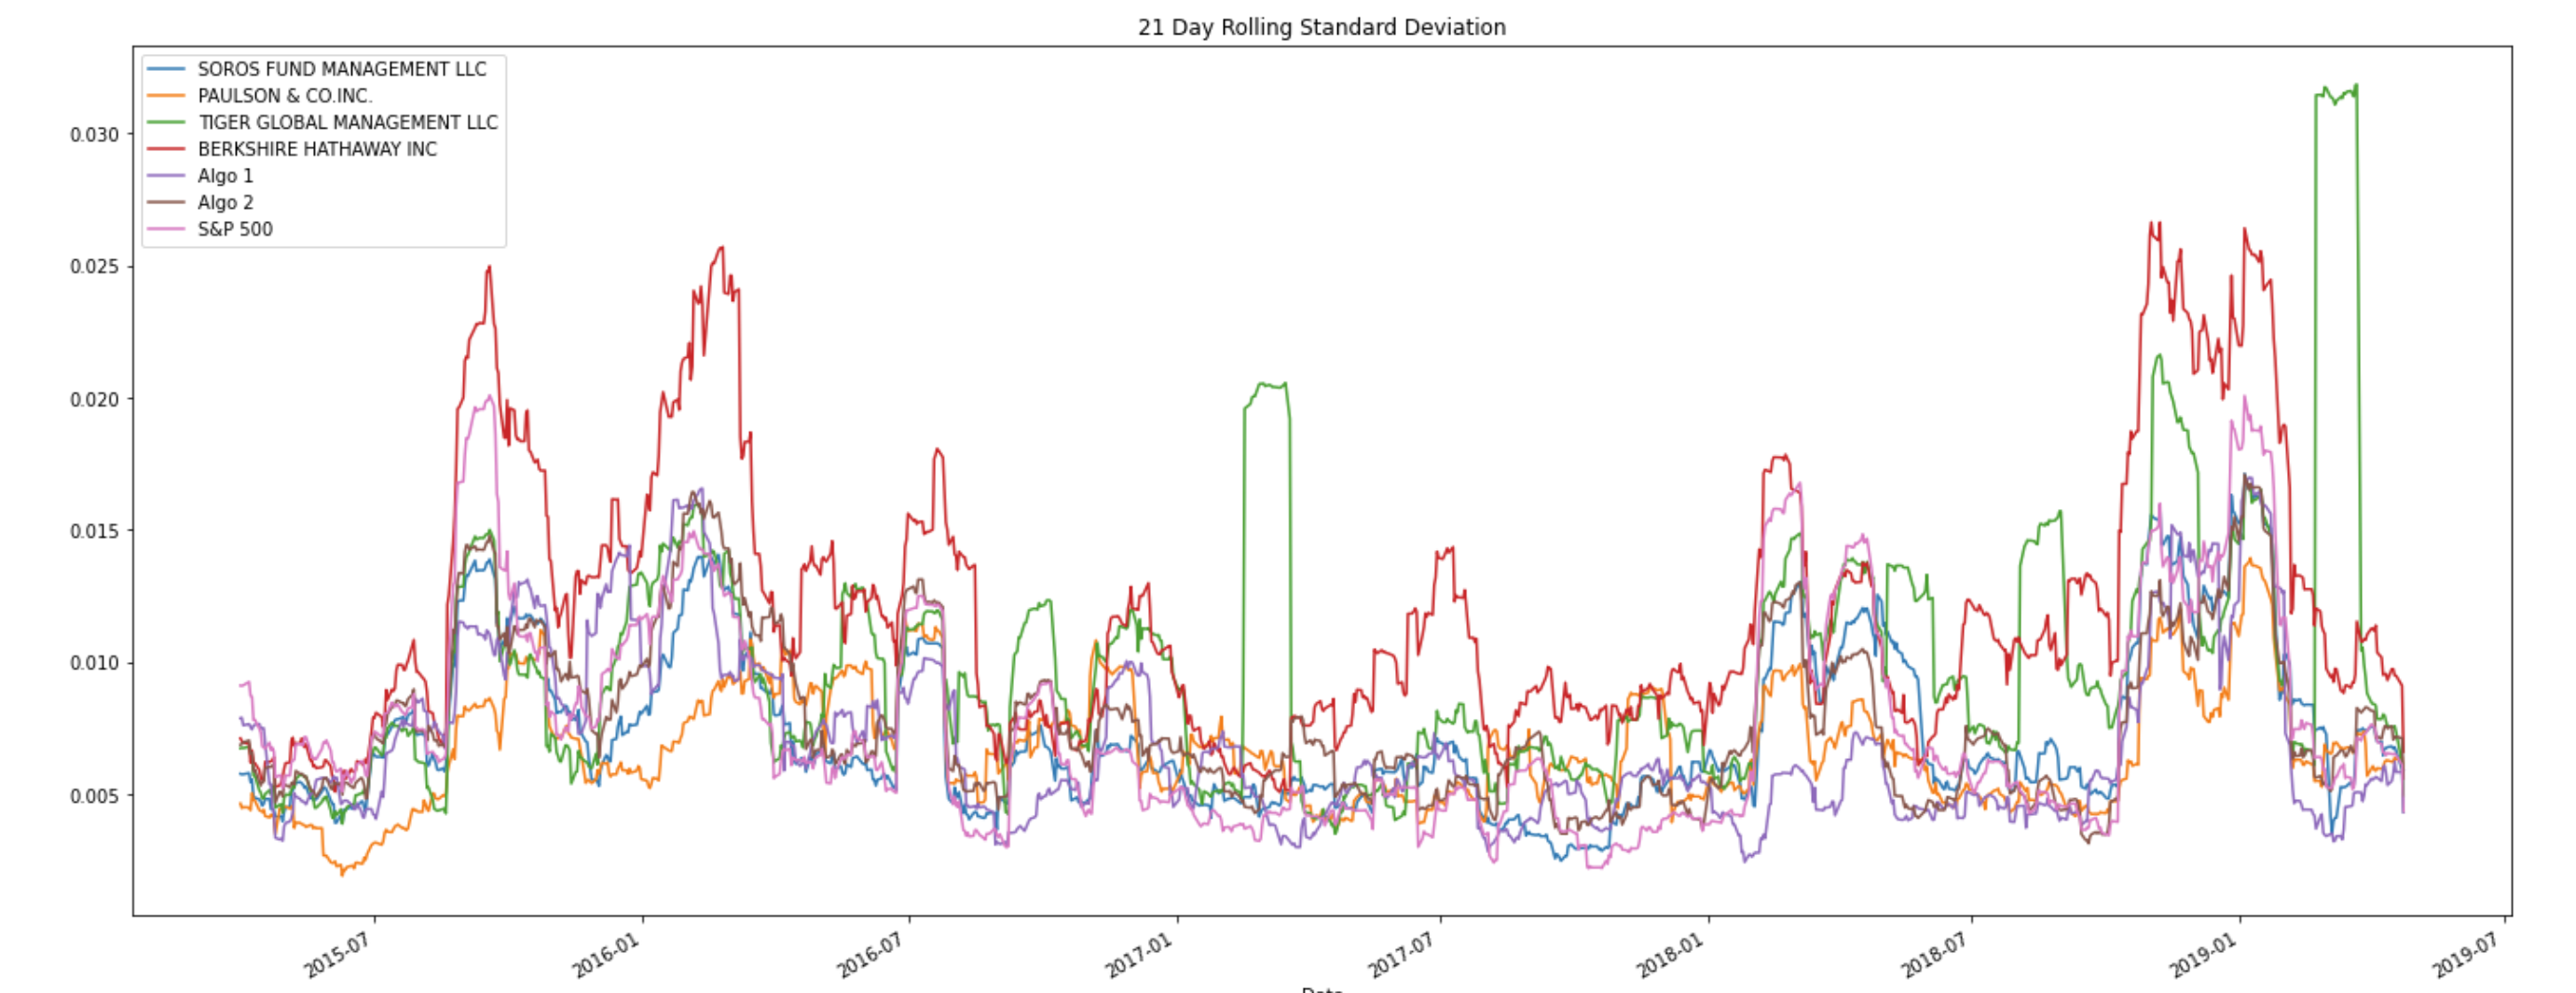 21 Day Rolling Standard Deviation
SOROS FUND MANAGEMENT LLC
PAULSON & CO.INC.
TIGER GLOBAL MANAGEMENT LLC
BERKSHIRE HATHAWAY INC
Algo 1
Algo 2
S&P 500
0.030
0.025
0.020
0.015
0.010
0.005
2015-07
2016-01
2016-07
2017-01
2017-07
2018-01
2018-07
2019-01
2019-07